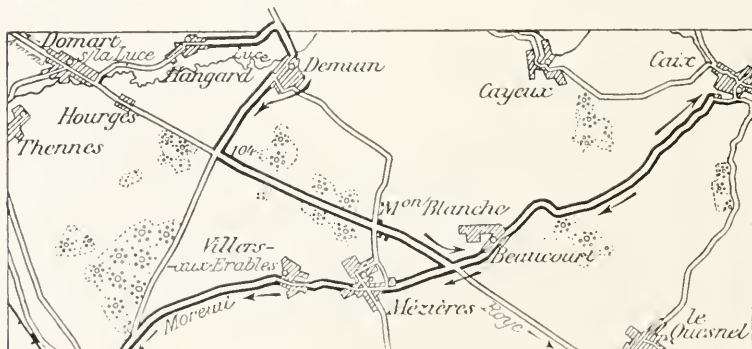 Domart
s/la Luce
Hangard
Luce
Demuin
Caix
Cayeux
Hourges
Thennes
104
Mon Blanche
Villers-
-aux-Erables
Beaucourt
Mézières
Moreuil
Roye
le
Quesnel